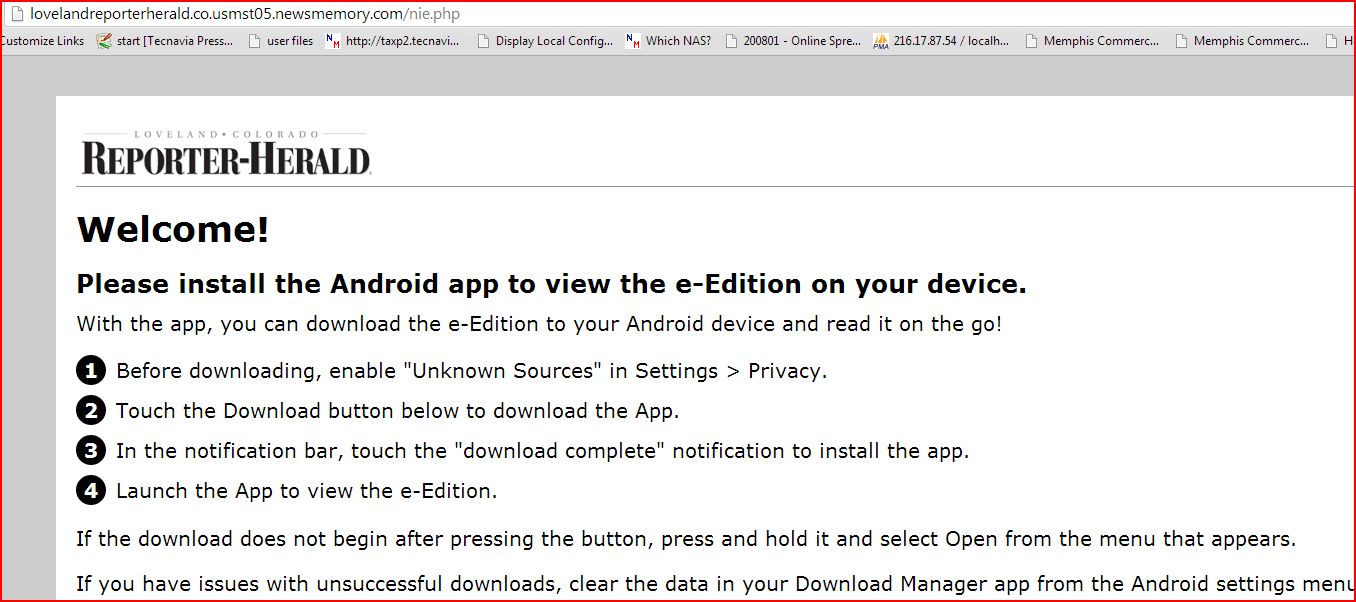 lovelandreporterherald.co.usmst05.newsmemory.com/nie.php
Customize Links start [Tecnavia Press... user files http://taxp2.tecnavi... Display Local Config... Which NAS? 200801 - Online Spre... 216.17.87.54 / localh... Memphis Commerc... Memphis Commerc... H
LOVELAND•COLORADO
REPORTER-HERALD
Welcome!
Please install the Android app to view the e-Edition on your device.
With the app, you can download the e-Edition to your Android device and read it on the go!
1 Before downloading, enable "Unknown Sources" in Settings > Privacy.
2 Touch the Download button below to download the App.
3 In the notification bar, touch the "download complete" notification to install the app.
4 Launch the App to view the e-Edition.
If the download does not begin after pressing the button, press and hold it and select Open from the menu that appears.
If you have issues with unsuccessful downloads, clear the data in your Download Manager app from the Android settings menu